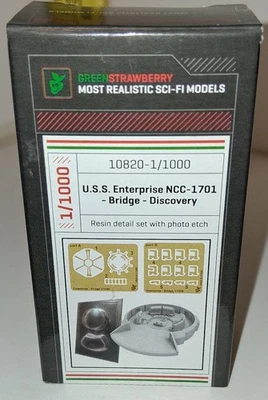 GREENSTRAWBERRY
MOST REALISTIC SCI-FI MODELS
10820-1/1000
1/1000
U.S.S. Enterprise NCC-1701
- Bridge - Discovery
Resin detail set with photo etch